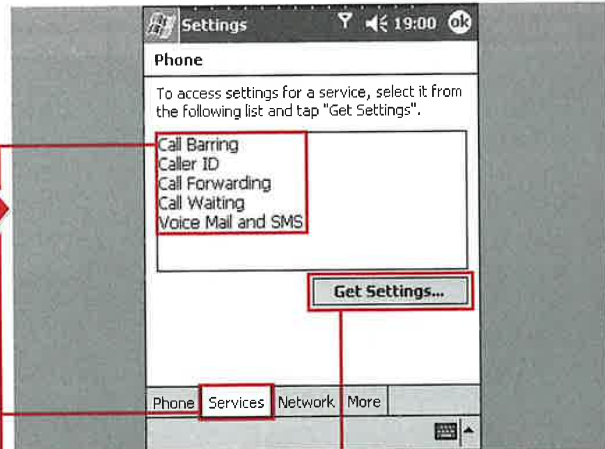 Settings 19:00 ok
Phone
To access settings for a service, select it from
the following list and tap "Get Settings".
Call Barring
Caller ID
Call Forwarding
Call Waiting
Voice Mail and SMS
Get Settings...
Phone Services Network More